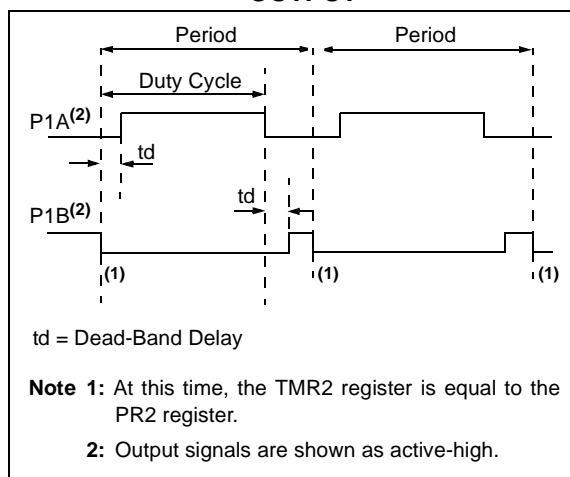 Period Period
Duty Cycle
P1A(2)
td
td
P1B(2)
(1) (1) (1)
td = Dead-Band Delay
Note 1: At this time, the TMR2 register is equal to the
PR2 register.
2: Output signals are shown as active-high.